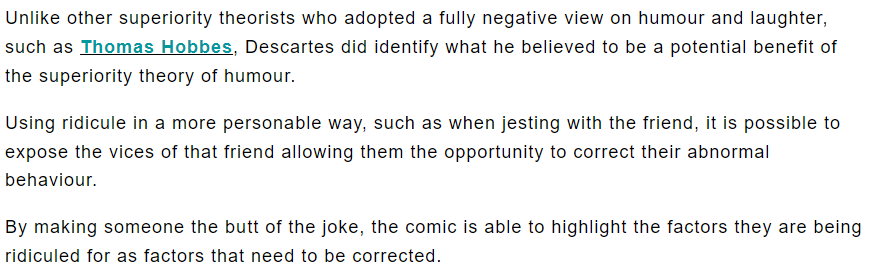 Unlike other superiority theorists who adopted a fully negative view on humour and laughter,
such as Thomas Hobbes, Descartes did identify what he believed to be a potential benefit of
the superiority theory of humour.
Using ridicule in a more personable way, such as when jesting with the friend, it is possible to
expose the vices of that friend allowing them the opportunity to correct their abnormal
behaviour.
By making someone the butt of the joke, the comic is able to highlight the factors they are being
ridiculed for as factors that need to be corrected.